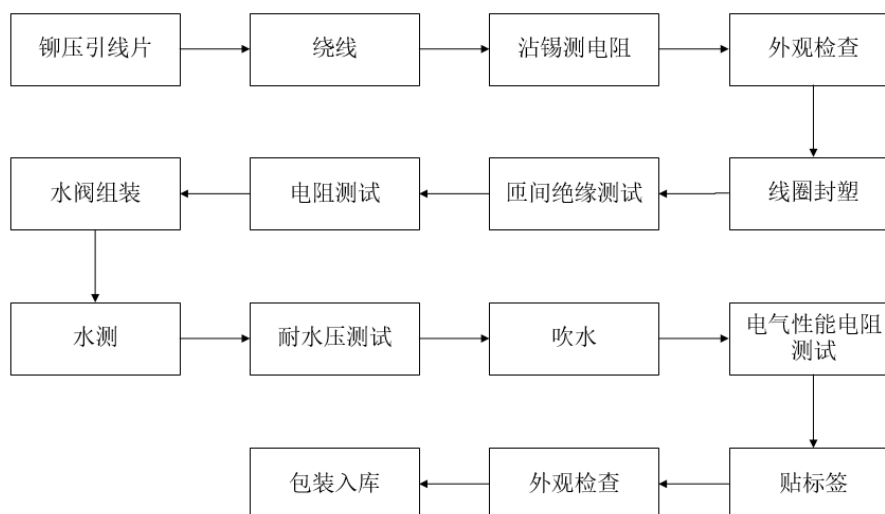 铆压引线片
绕线
沾锡测电阻
外观检查
线圈封塑
匝间绝缘测试
电阻测试
水阀组装
水测
耐水压测试
吹水
电气性能电阻
测试
贴标签
外观检查
包装入库